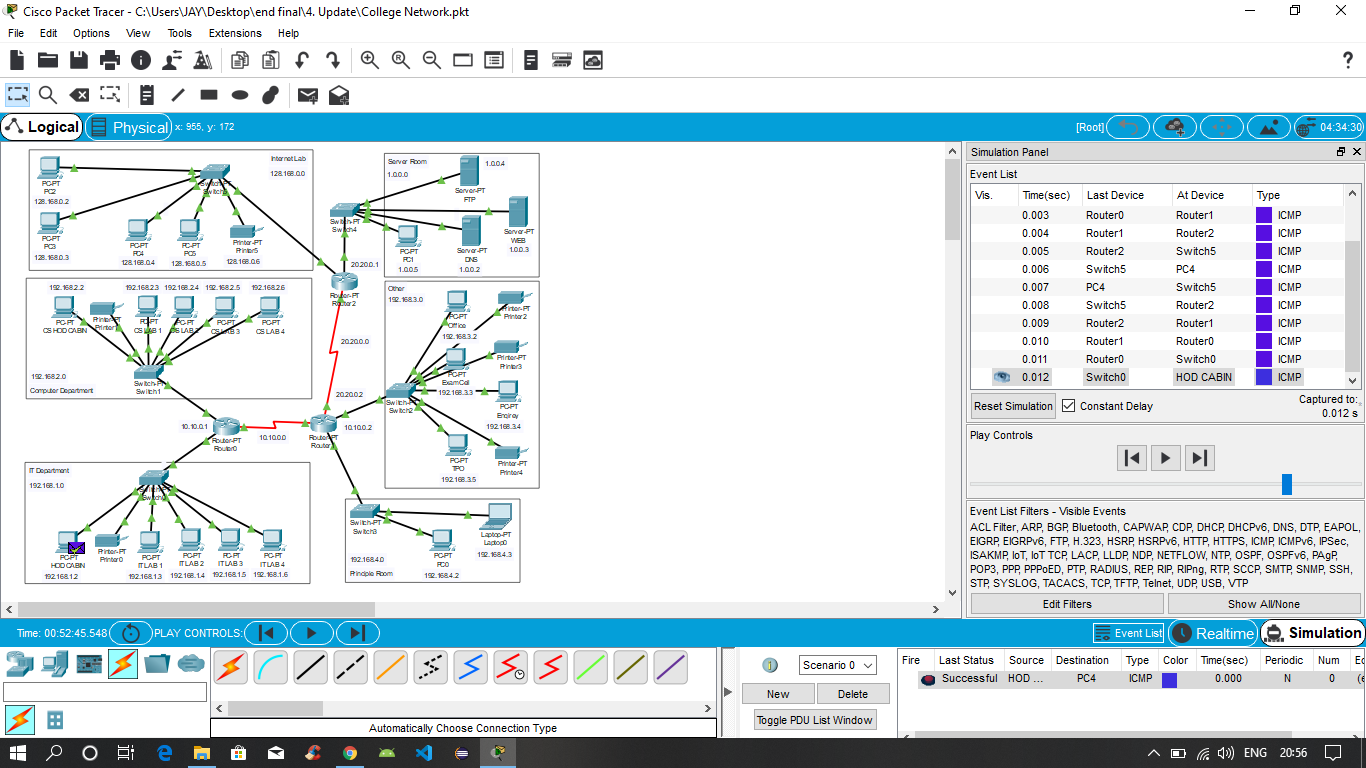 Cisco Packet Tracer - C:\Users\JAY\Desktop\end final\4. Update\College Network.pkt
File Edit Options View Tools Extensions Help
?
Logical Physical x: 955, y: 172 [Root] 04:34:30
Internet Lab
128.168.0.0
PC-PT
PC2
128.168.0.2
PC-PT
PC3
128.168.0.3
PC-PT
PC4
128.168.0.4
PC-PT
PC5
128.168.0.5
Printer-PT
Printer5
128.168.0.6
Server Room
1.0.0.0
1.0.0.4
Server-PT
FTP
Switch-PT
Switch4
Server-PT
WEB
1.0.0.3
PC-PT
PC1
1.0.0.5
Server-PT
DNS
1.0.0.2
20.20.0.1
Router-PT
Router2
192.168.2.2 192.168.2.3 192.168.2.4 192.168.2.5 192.168.2.6
PC-PT
CS HOD CABIN
Printer-PT
PC-PT
CS LAB 1
PC-PT
PC-PT
CS LAB 3
PC-PT
CS LAB 4
192.168.2.0
Computer Department
Switch-PT
Switch1
20.20.0.0
20.20.0.2
Other
192.168.3.0
PC-PT
Office
192.168.3.2
Printer-PT
Printer2
Printer-PT
Printer3
PC-PT
Exam Cell
192.168.3.3
Switch-PT
Switch2
PC-PT
Enqirey
192.168.3.4
PC-PT
TPO
192.168.3.5
Printer-PT
Printer4
10.10.0.1
Router-PT
Router0
10.10.0.0
Router-PT
10.10.0.2
IT Department
192.168.1.0
PC-PT
HOD CABIN
192.168.1.2
Printer-PT
Printer0
PC-PT
IT LAB 1
192.168.1.3
PC-PT
IT LAB 2
192.168.1.4
PC-PT
IT LAB 3
192.168.1.5
PC-PT
IT LAB 4
192.168.1.6
Switch-PT
Switch3
192.168.4.0
Principle Room
PC-PT
PC0
192.168.4.2
Laptop-PT
Laptop0
192.168.4.3
Simulation Panel
Event List
Vis. Time(sec) Last Device At Device Type
0.003 Router0 Router1 ICMP
0.004 Router1 Router2 ICMP
0.005 Router2 Switch5 ICMP
0.006 Switch5 PC4 ICMP
0.007 PC4 Switch5 ICMP
0.008 Switch5 Router2 ICMP
0.009 Router2 Router1 ICMP
0.010 Router1 Router0 ICMP
0.011 Router0 Switch0 ICMP
0.012 Switch0 HOD CABIN ICMP
Reset Simulation Constant Delay Captured to:
0.012 s
Play Controls
Event List Filters - Visible Events
ACL Filter, ARP, BGP, Bluetooth, CAPWAP, CDP, DHCP, DHCPv6, DNS, DTP, EAPOL,
EIGRP, EIGRPv6, FTP, H.323, HSRP, HSRPv6, HTTP, HTTPS, ICMP, ICMPv6, IPSec,
ISAKMP, IoT, IoT TCP, LACP, LLDP, NDP, NETFLOW, NTP, OSPF, OSPFv6, PAgP,
POP3, PPP, PPPoED, PTP, RADIUS, REP, RIP, RIPng, RTP, SCCP, SMTP, SNMP, SSH,
STP, SYSLOG, TACACS, TCP, TFTP, Telnet, UDP, USB, VTP
Edit Filters Show All/None
Time: 00:52:45.548 PLAY CONTROLS: Event List Realtime Simulation
Automatically Choose Connection Type
Scenario 0
New Delete
Toggle PDU List Window
Fire Last Status Source Destination Type Color Time(sec) Periodic Num
Successful HOD ... PC4 ICMP 0.000 N 0
ENG 20:56